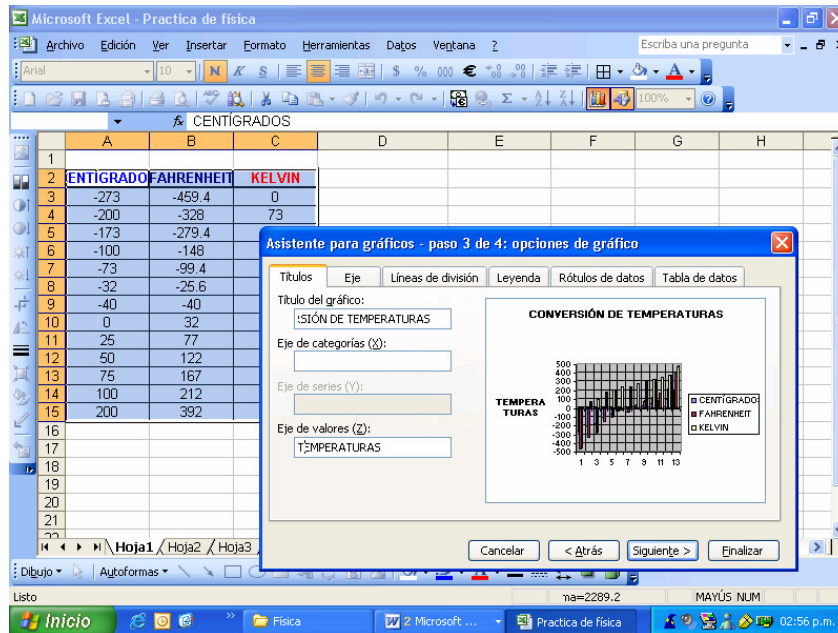 Microsoft Excel - Practica de física
Archivo Edición Ver Insertar Formato Herramientas Datos Ventana ? Escriba una pregunta
Arial 10 N K S $ % 000 €
Σ 100%
fx CENTÍGRADOS
A B C D E F G H
1
2 ENTÍGRADO FAHRENHEIT KELVIN
3 -273 -459.4 0
4 -200 -328 73
5 -173 -279.4
6 -100 -148
7 -73 -99.4
8 -32 -25.6
9 -40 -40
10 0 32
11 25 77
12 50 122
13 75 167
14 100 212
15 200 392
16
17
18
19
20
21
22
Asistente para gráficos - paso 3 de 4: opciones de gráfico
Títulos Eje Líneas de división Leyenda Rótulos de datos Tabla de datos
Título del gráfico:
SIÓN DE TEMPERATURAS
Eje de categorías (X):
Eje de series (Y):
Eje de valores (Z):
TEMPERATURAS
CONVERSIÓN DE TEMPERATURAS
TEMPERA
TURAS
500
400
300
200
100
0
-100
-200
-300
-400
-500
1 3 5 7 9 11 13
CENTÍGRADO
FAHRENHEIT
KELVIN
Cancelar < Atrás Siguiente > Finalizar
Hoja1 Hoja2 Hoja3
Dibujo Autoformas
Listo ma=2289.2 MAYÚS NUM
Inicio Física 2 Microsoft ... Practica de física 02:56 p.m.